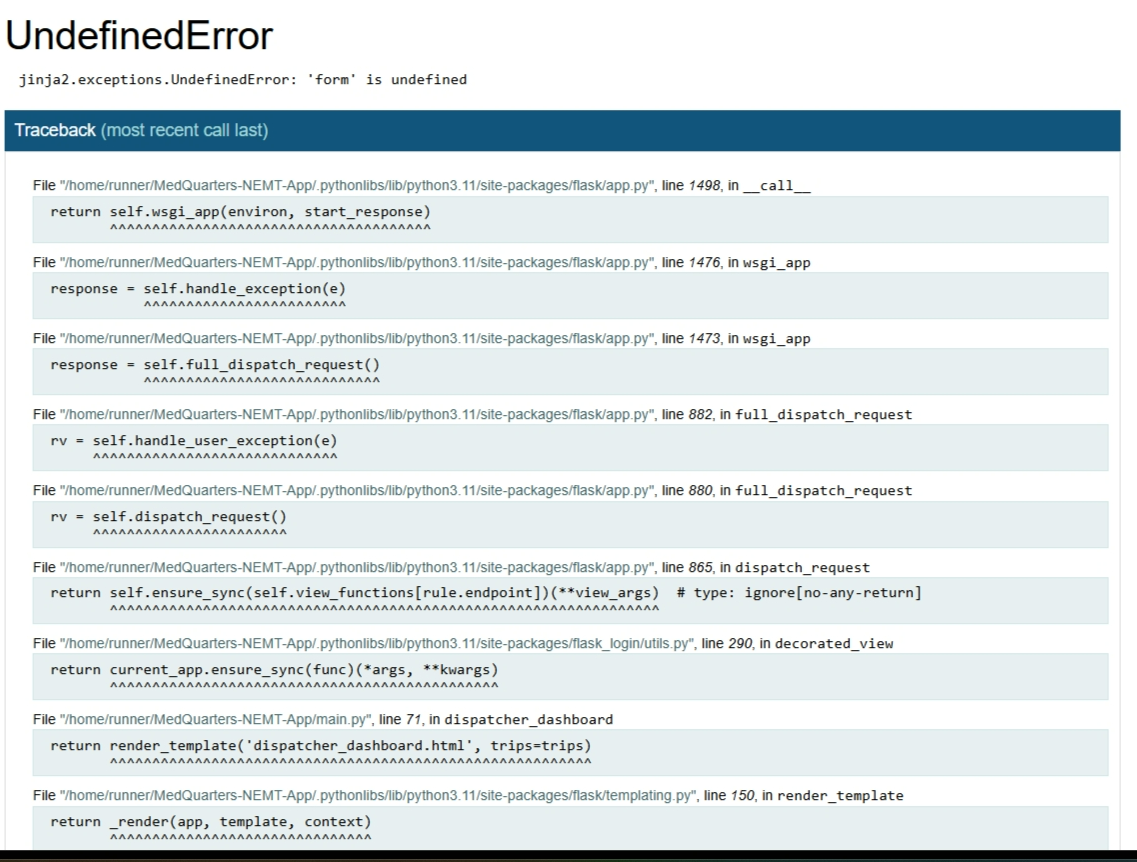 UndefinedError
jinja2.exceptions.UndefinedError: 'form' is undefined
Traceback (most recent call last)
File "/home/runner/MedQuarters-NEMT-App/.pythonlibs/lib/python3.11/site-packages/flask/app.py", line 1498, in __call__
return self.wsgi_app(environ, start_response)
^^^^^^^^^^^^^^^^^^^^^^^^^^^^^^^^^^^^^^
File "/home/runner/MedQuarters-NEMT-App/.pythonlibs/lib/python3.11/site-packages/flask/app.py", line 1476, in wsgi_app
response = self.handle_exception(e)
^^^^^^^^^^^^^^^^^^^^^^^^
File "/home/runner/MedQuarters-NEMT-App/.pythonlibs/lib/python3.11/site-packages/flask/app.py", line 1473, in wsgi_app
response = self.full_dispatch_request()
^^^^^^^^^^^^^^^^^^^^^^^^^^^^
File "/home/runner/MedQuarters-NEMT-App/.pythonlibs/lib/python3.11/site-packages/flask/app.py", line 882, in full_dispatch_request
rv = self.handle_user_exception(e)
^^^^^^^^^^^^^^^^^^^^^^^^^^^^^
File "/home/runner/MedQuarters-NEMT-App/.pythonlibs/lib/python3.11/site-packages/flask/app.py", line 880, in full_dispatch_request
rv = self.dispatch_request()
^^^^^^^^^^^^^^^^^^^^^^^
File "/home/runner/MedQuarters-NEMT-App/.pythonlibs/lib/python3.11/site-packages/flask/app.py", line 865, in dispatch_request
return self.ensure_sync(self.view_functions[rule.endpoint])(**view_args)  # type: ignore[no-any-return]
^^^^^^^^^^^^^^^^^^^^^^^^^^^^^^^^^^^^^^^^^^^^^^^^^^^^^^^^^^^^^^^^^
File "/home/runner/MedQuarters-NEMT-App/.pythonlibs/lib/python3.11/site-packages/flask_login/utils.py", line 290, in decorated_view
return current_app.ensure_sync(func)(*args, **kwargs)
^^^^^^^^^^^^^^^^^^^^^^^^^^^^^^^^^^^^^^^^^^^^^^
File "/home/runner/MedQuarters-NEMT-App/main.py", line 71, in dispatcher_dashboard
return render_template('dispatcher_dashboard.html', trips=trips)
^^^^^^^^^^^^^^^^^^^^^^^^^^^^^^^^^^^^^^^^^^^^^^^^^^^^^^^^^
File "/home/runner/MedQuarters-NEMT-App/.pythonlibs/lib/python3.11/site-packages/flask/templating.py", line 150, in render_template
return _render(app, template, context)
^^^^^^^^^^^^^^^^^^^^^^^^^^^^^^^